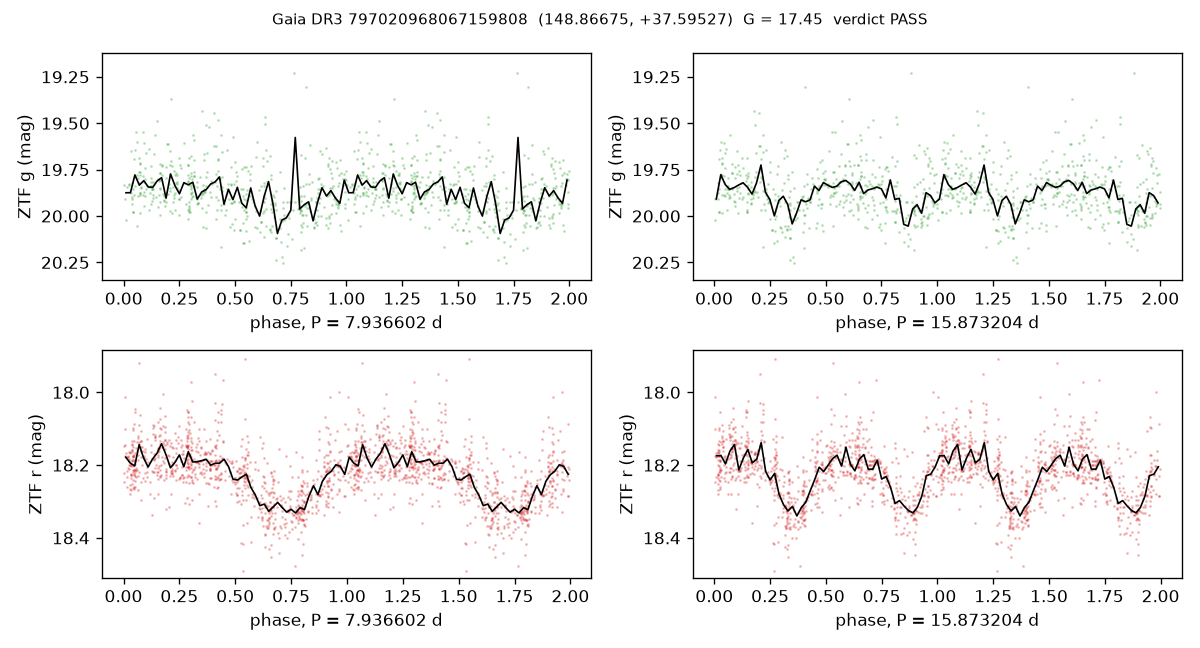 Gaia DR3 797020968067159808 (148.86675, +37.59527) G = 17.45 verdict PASS
ZTF g (mag)
19.25
19.50
19.75
20.00
20.25
0.00 0.25 0.50 0.75 1.00 1.25 1.50 1.75 2.00
phase, P = 7.936602 d
ZTF g (mag)
19.25
19.50
19.75
20.00
20.25
0.00 0.25 0.50 0.75 1.00 1.25 1.50 1.75 2.00
phase, P = 15.873204 d
ZTF r (mag)
18.0
18.2
18.4
0.00 0.25 0.50 0.75 1.00 1.25 1.50 1.75 2.00
phase, P = 7.936602 d
ZTF r (mag)
18.0
18.2
18.4
0.00 0.25 0.50 0.75 1.00 1.25 1.50 1.75 2.00
phase, P = 15.873204 d